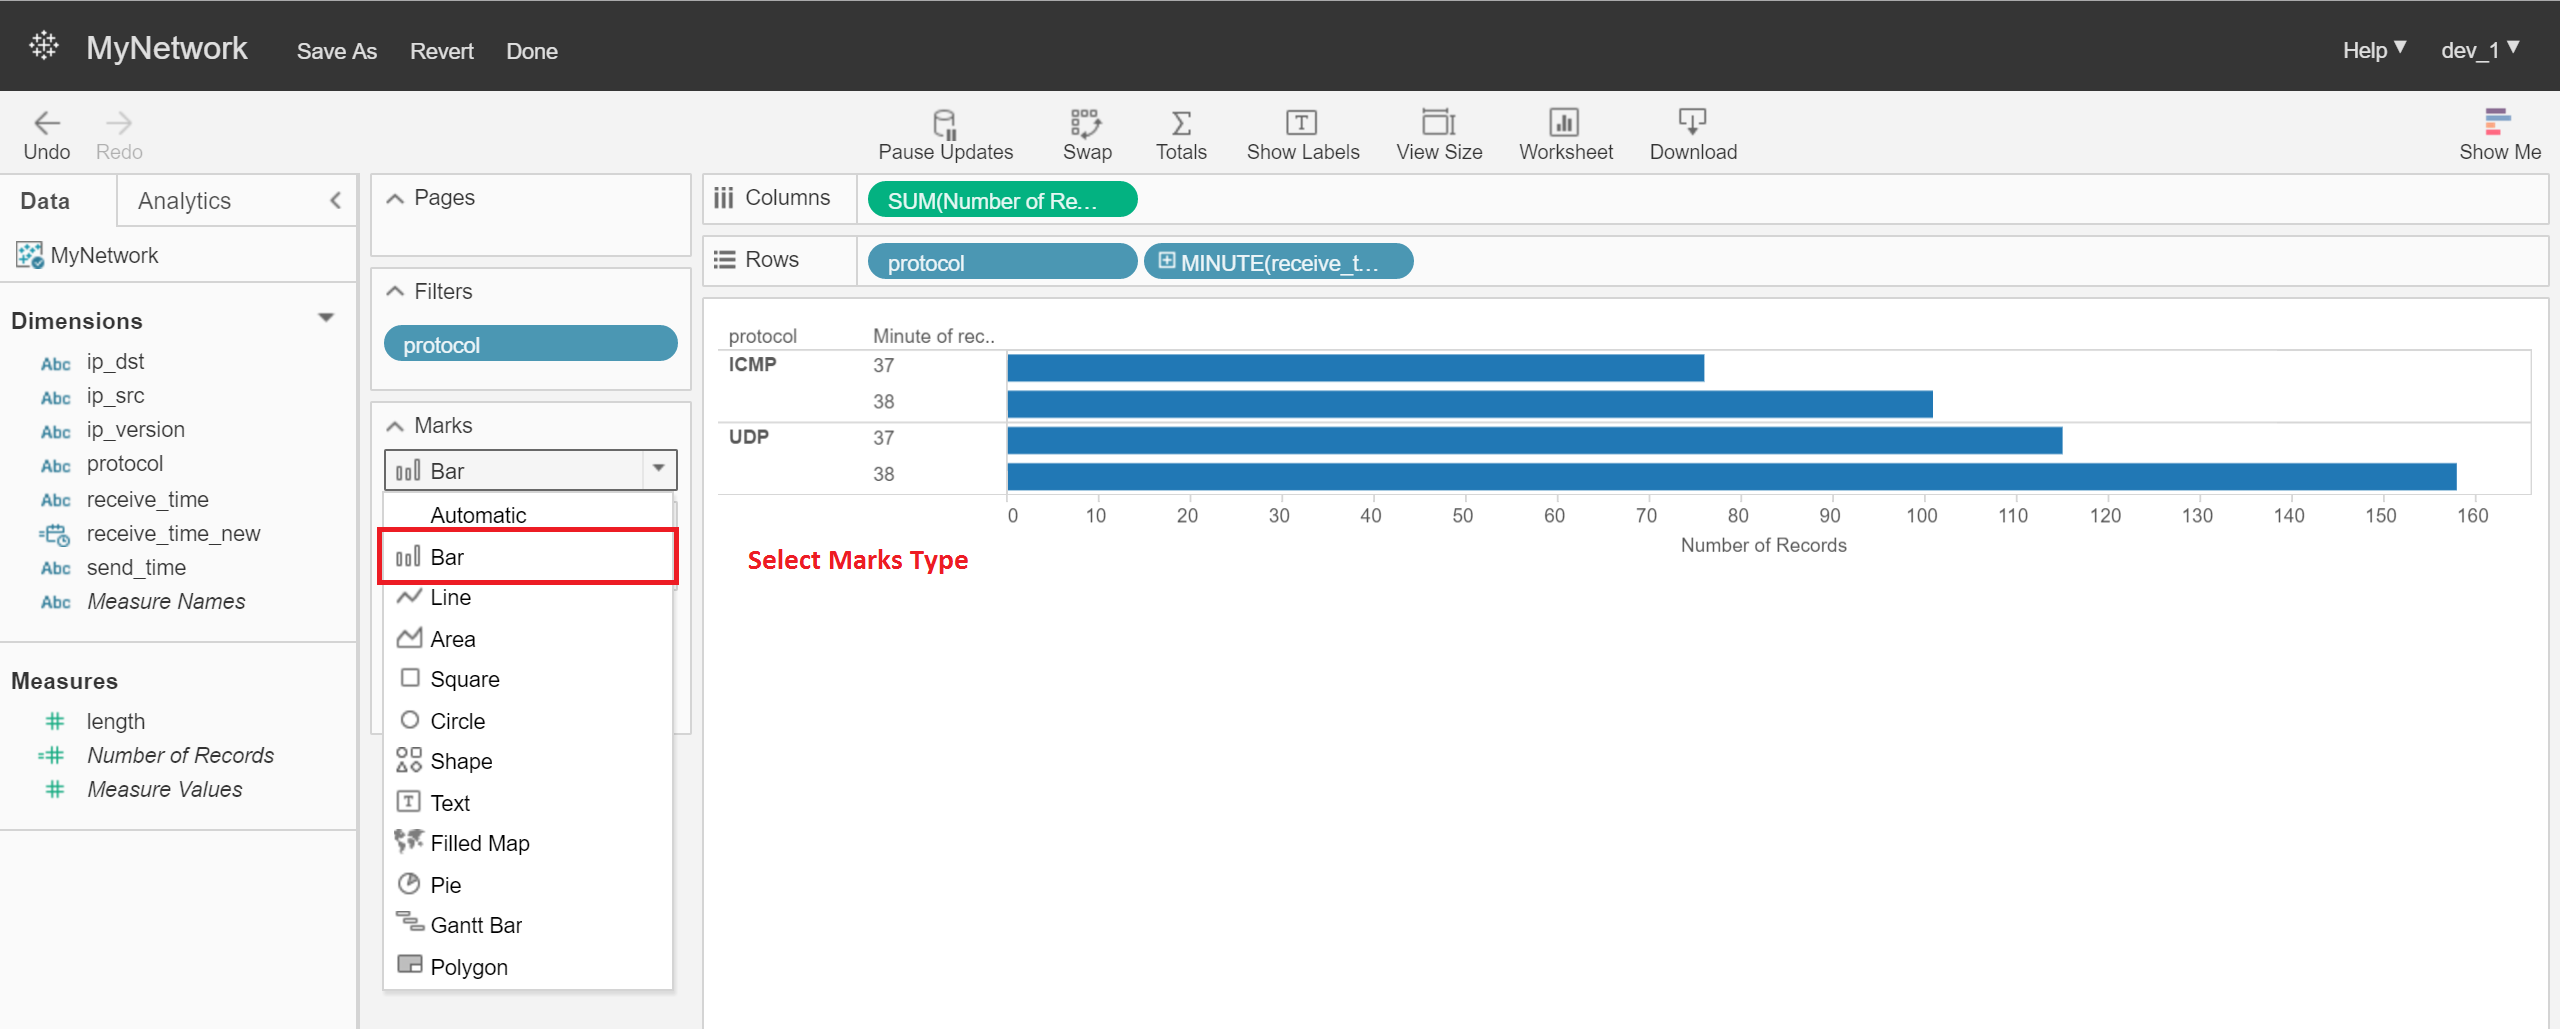 MyNetwork Save As Revert Done Help dev_1
Undo Redo Pause Updates Swap Totals Show Labels View Size Worksheet Download Show Me
Data Analytics
MyNetwork
Dimensions
Abc ip_dst
Abc ip_src
Abc ip_version
Abc protocol
Abc receive_time
receive_time_new
Abc send_time
Abc Measure Names
Measures
length
Number of Records
Measure Values
Pages
Filters
protocol
Marks
Bar
Automatic
Bar
Line
Area
Square
Circle
Shape
Text
Filled Map
Pie
Gantt Bar
Polygon
Columns SUM(Number of Re...
Rows protocol MINUTE(receive_t...
protocol Minute of rec..
ICMP 37
38
UDP 37
38
0 10 20 30 40 50 60 70 80 90 100 110 120 130 140 150 160
Number of Records
Select Marks Type